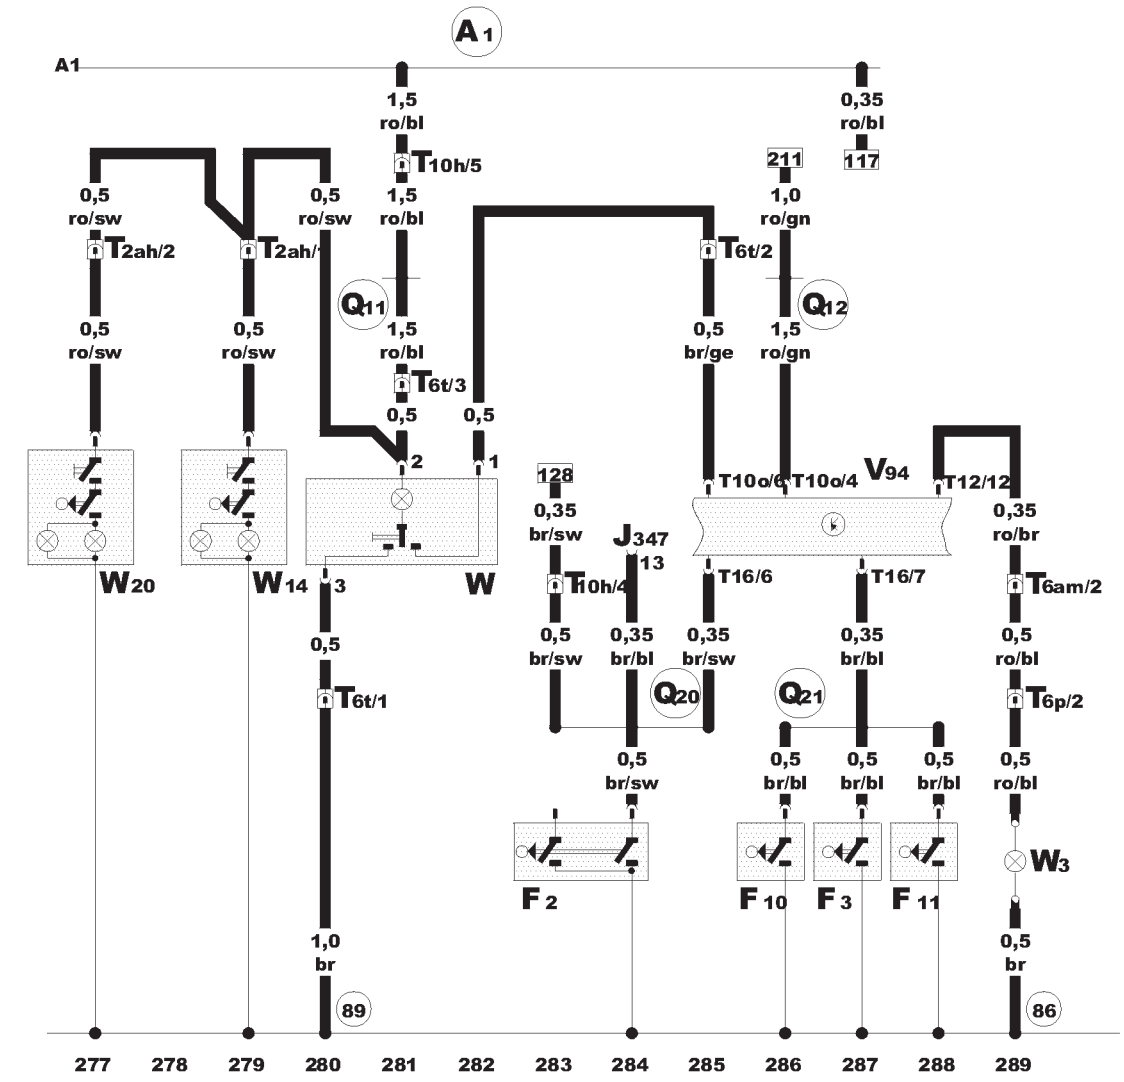 A 1
A1
1,5
ro/bl
0,35
ro/bl
T10h/5
211
117
0,5
ro/sw
0,5
ro/sw
1,5
ro/bl
1,0
ro/gn
T2ah/2
T2ah/1
T6t/2
Q11
Q12
0,5
ro/sw
0,5
ro/sw
1,5
ro/bl
0,5
br/ge
1,5
ro/gn
T6t/3
0,5
0,5
2
1
128
T10o/6
T10o/4
V94
T12/12
0,35
br/sw
J347
13
0,35
ro/br
W20
W14
W
3
T10h/4
T16/6
T16/7
T6am/2
0,5
0,5
br/sw
0,35
br/bl
0,35
br/sw
0,35
br/bl
0,5
ro/bl
T6t/1
Q20
Q21
T6p/2
0,5
br/sw
0,5
br/bl
0,5
br/bl
0,5
br/bl
0,5
ro/bl
W3
F 2
F 10
F 3
F 11
1,0
br
0,5
br
89
86
277 278 279 280 281 282 283 284 285 286 287 288 289